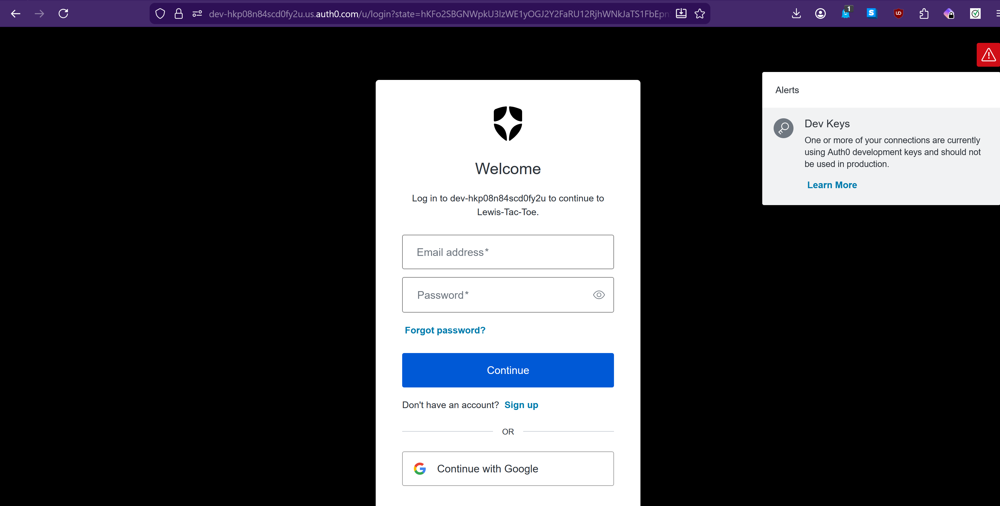 dev-hkp08n84scd0fy2u.us.auth0.com/u/login?state=hKFo2SBGNWpkU3lzWE1yOGJ2Y2FaRU12RjhWNkJaTS1FbEpn
1
S
Alerts
Dev Keys
One or more of your connections are currently
using Auth0 development keys and should not
be used in production.
Learn More
Welcome
Log in to dev-hkp08n84scd0fy2u to continue to
Lewis-Tac-Toe.
Email address*
Password*
Forgot password?
Continue
Don't have an account? Sign up
OR
Continue with Google